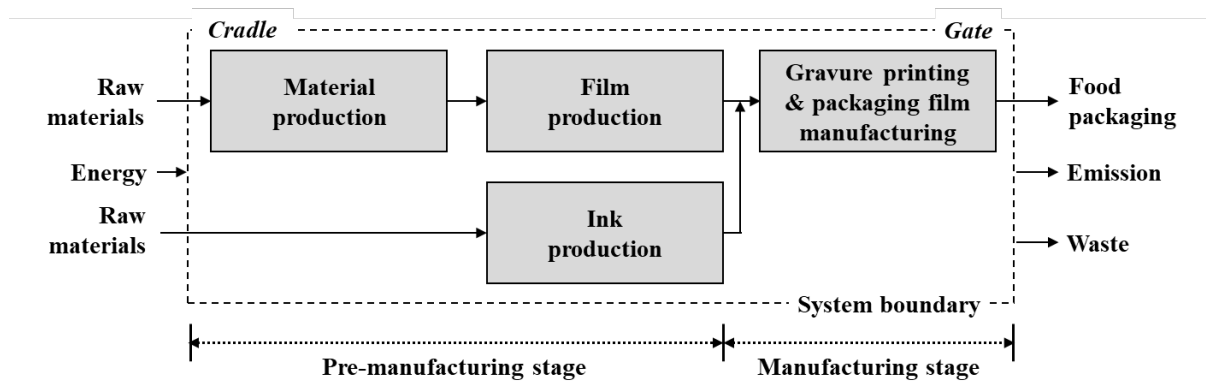 Cradle
Gate
Raw
materials
Material
production
Film
production
Gravure printing
& packaging film
manufacturing
Food
packaging
Energy
Emission
Raw
materials
Ink
production
Waste
System boundary
Pre-manufacturing stage
Manufacturing stage